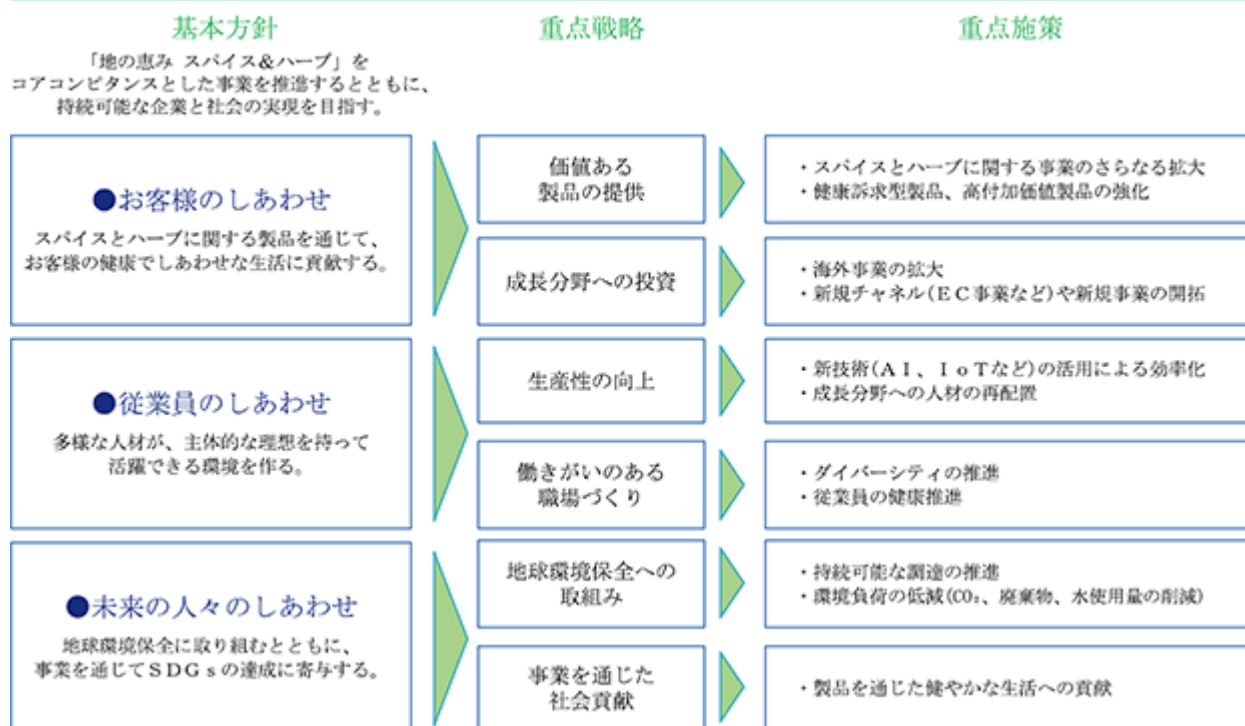 基本方針
重点戦略
重点施策
「地の恵み スパイス&ハーブ」を
コアコンピタンスとした事業を推進するとともに、
持続可能な企業と社会の実現を目指す。
●お客様のしあわせ
スパイスとハーブに関する製品を通じて、
お客様の健康でしあわせな生活に貢献する。
価値ある
製品の提供
・スパイスとハーブに関する事業のさらなる拡大
・健康訴求型製品、高付加価値製品の強化
成長分野への投資
・海外事業の拡大
・新規チャネル(EC事業など)や新規事業の開拓
●従業員のしあわせ
多様な人材が、主体的な理想を持って
活躍できる環境を作る。
生産性の向上
・新技術(AI、IoTなど)の活用による効率化
・成長分野への人材の再配置
働きがいのある
職場づくり
・ダイバーシティの推進
・従業員の健康推進
●未来の人々のしあわせ
地球環境保全に取り組むとともに、
事業を通じてSDGsの達成に寄与する。
地球環境保全への
取組み
・持続可能な調達の推進
・環境負荷の低減(CO₂、廃棄物、水使用量の削減)
事業を通じた
社会貢献
・製品を通じた健やかな生活への貢献